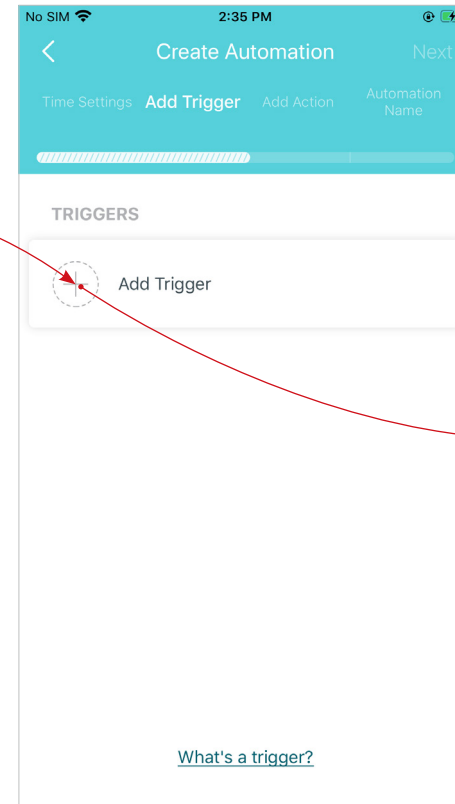 No SIM 2:35 PM
Create Automation Next
Time Settings Add Trigger Add Action Automation Name
TRIGGERS
Add Trigger
What's a trigger?